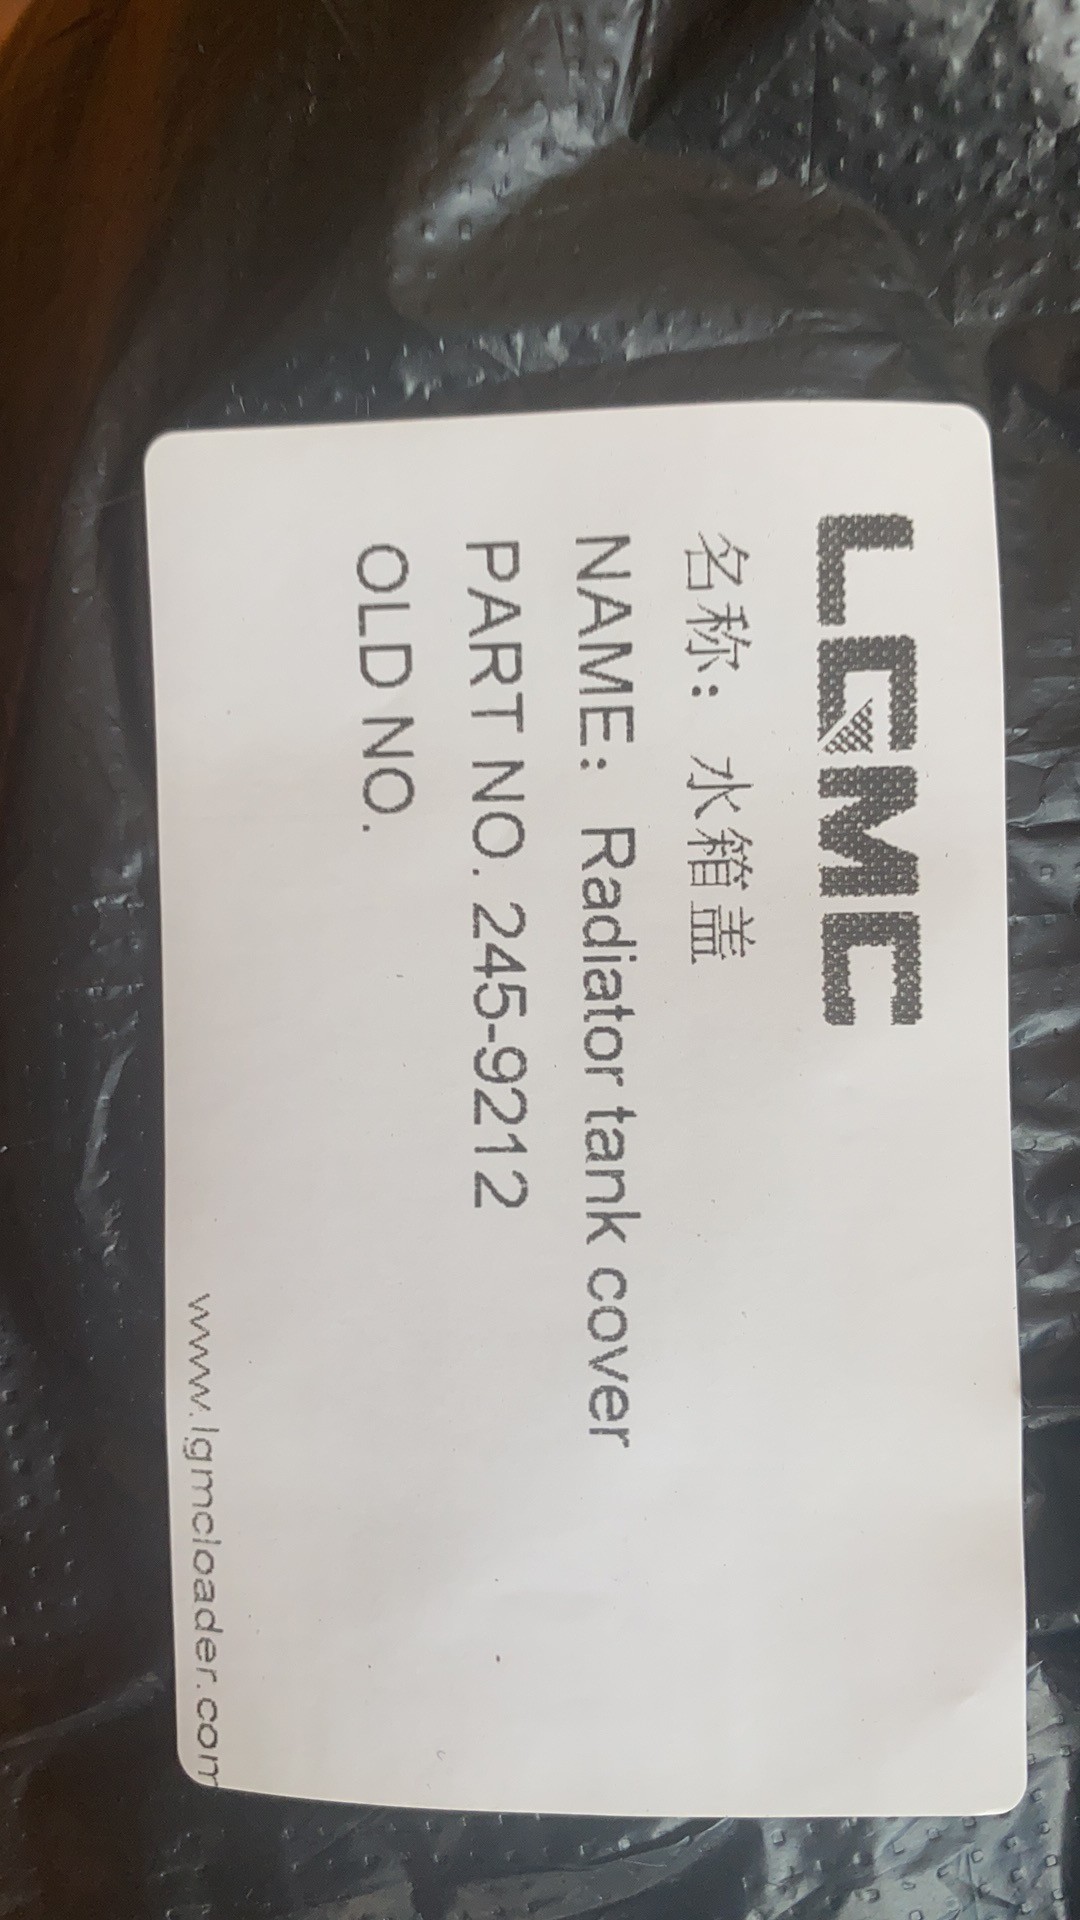 LGMC
名称：水箱盖
NAME：Radiator tank cover
PART NO. 245-9212
OLD NO.
www.lgmcloader.com